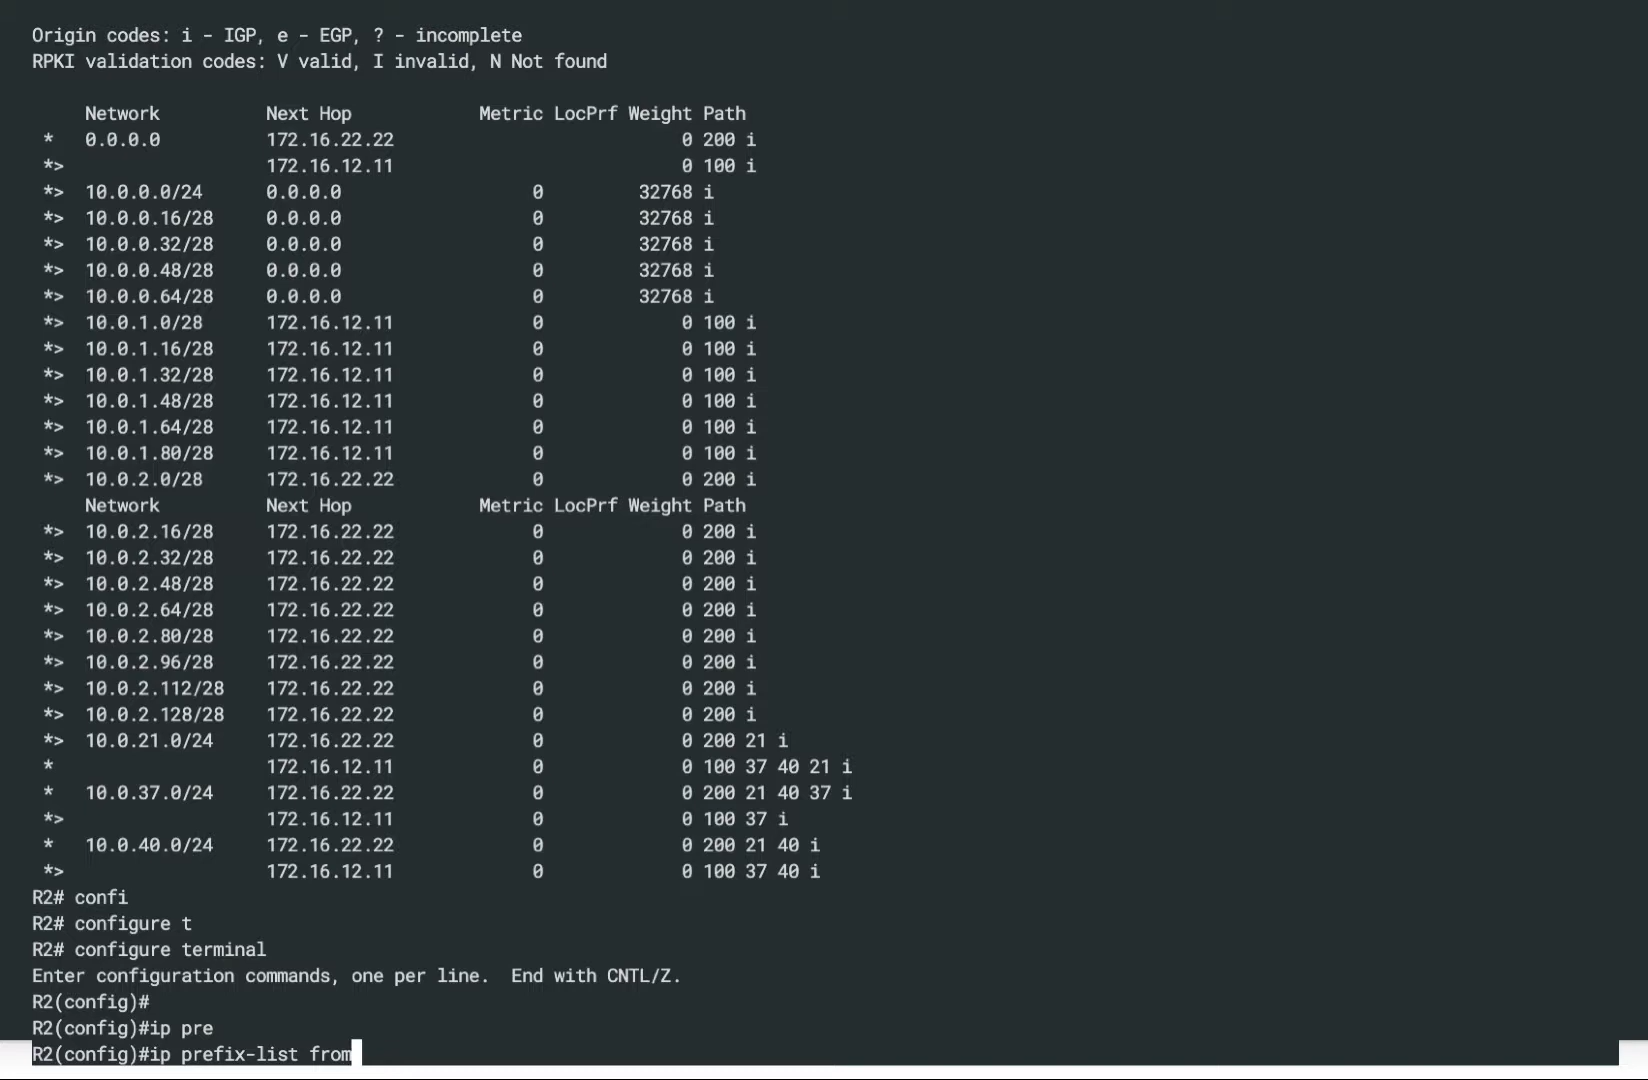 Origin codes: i - IGP, e - EGP, ? - incomplete
RPKI validation codes: V valid, I invalid, N Not found
     Network          Next Hop            Metric LocPrf Weight Path
 *   0.0.0.0          172.16.22.22                           0 200 i
 *>                   172.16.12.11                           0 100 i
 *>  10.0.0.0/24      0.0.0.0                  0         32768 i
 *>  10.0.0.16/28     0.0.0.0                  0         32768 i
 *>  10.0.0.32/28     0.0.0.0                  0         32768 i
 *>  10.0.0.48/28     0.0.0.0                  0         32768 i
 *>  10.0.0.64/28     0.0.0.0                  0         32768 i
 *>  10.0.1.0/28      172.16.12.11             0             0 100 i
 *>  10.0.1.16/28     172.16.12.11             0             0 100 i
 *>  10.0.1.32/28     172.16.12.11             0             0 100 i
 *>  10.0.1.48/28     172.16.12.11             0             0 100 i
 *>  10.0.1.64/28     172.16.12.11             0             0 100 i
 *>  10.0.1.80/28     172.16.12.11             0             0 100 i
 *>  10.0.2.0/28      172.16.22.22             0             0 200 i
     Network          Next Hop            Metric LocPrf Weight Path
 *>  10.0.2.16/28     172.16.22.22             0             0 200 i
 *>  10.0.2.32/28     172.16.22.22             0             0 200 i
 *>  10.0.2.48/28     172.16.22.22             0             0 200 i
 *>  10.0.2.64/28     172.16.22.22             0             0 200 i
 *>  10.0.2.80/28     172.16.22.22             0             0 200 i
 *>  10.0.2.96/28     172.16.22.22             0             0 200 i
 *>  10.0.2.112/28    172.16.22.22             0             0 200 i
 *>  10.0.2.128/28    172.16.22.22             0             0 200 i
 *>  10.0.21.0/24     172.16.22.22             0             0 200 21 i
 *                    172.16.12.11             0             0 100 37 40 21 i
 *   10.0.37.0/24     172.16.22.22             0             0 200 21 40 37 i
 *>                   172.16.12.11             0             0 100 37 i
 *   10.0.40.0/24     172.16.22.22             0             0 200 21 40 i
 *>                   172.16.12.11             0             0 100 37 40 i
R2# confi
R2# configure t
R2# configure terminal
Enter configuration commands, one per line.  End with CNTL/Z.
R2(config)#
R2(config)#ip pre
R2(config)#ip prefix-list from